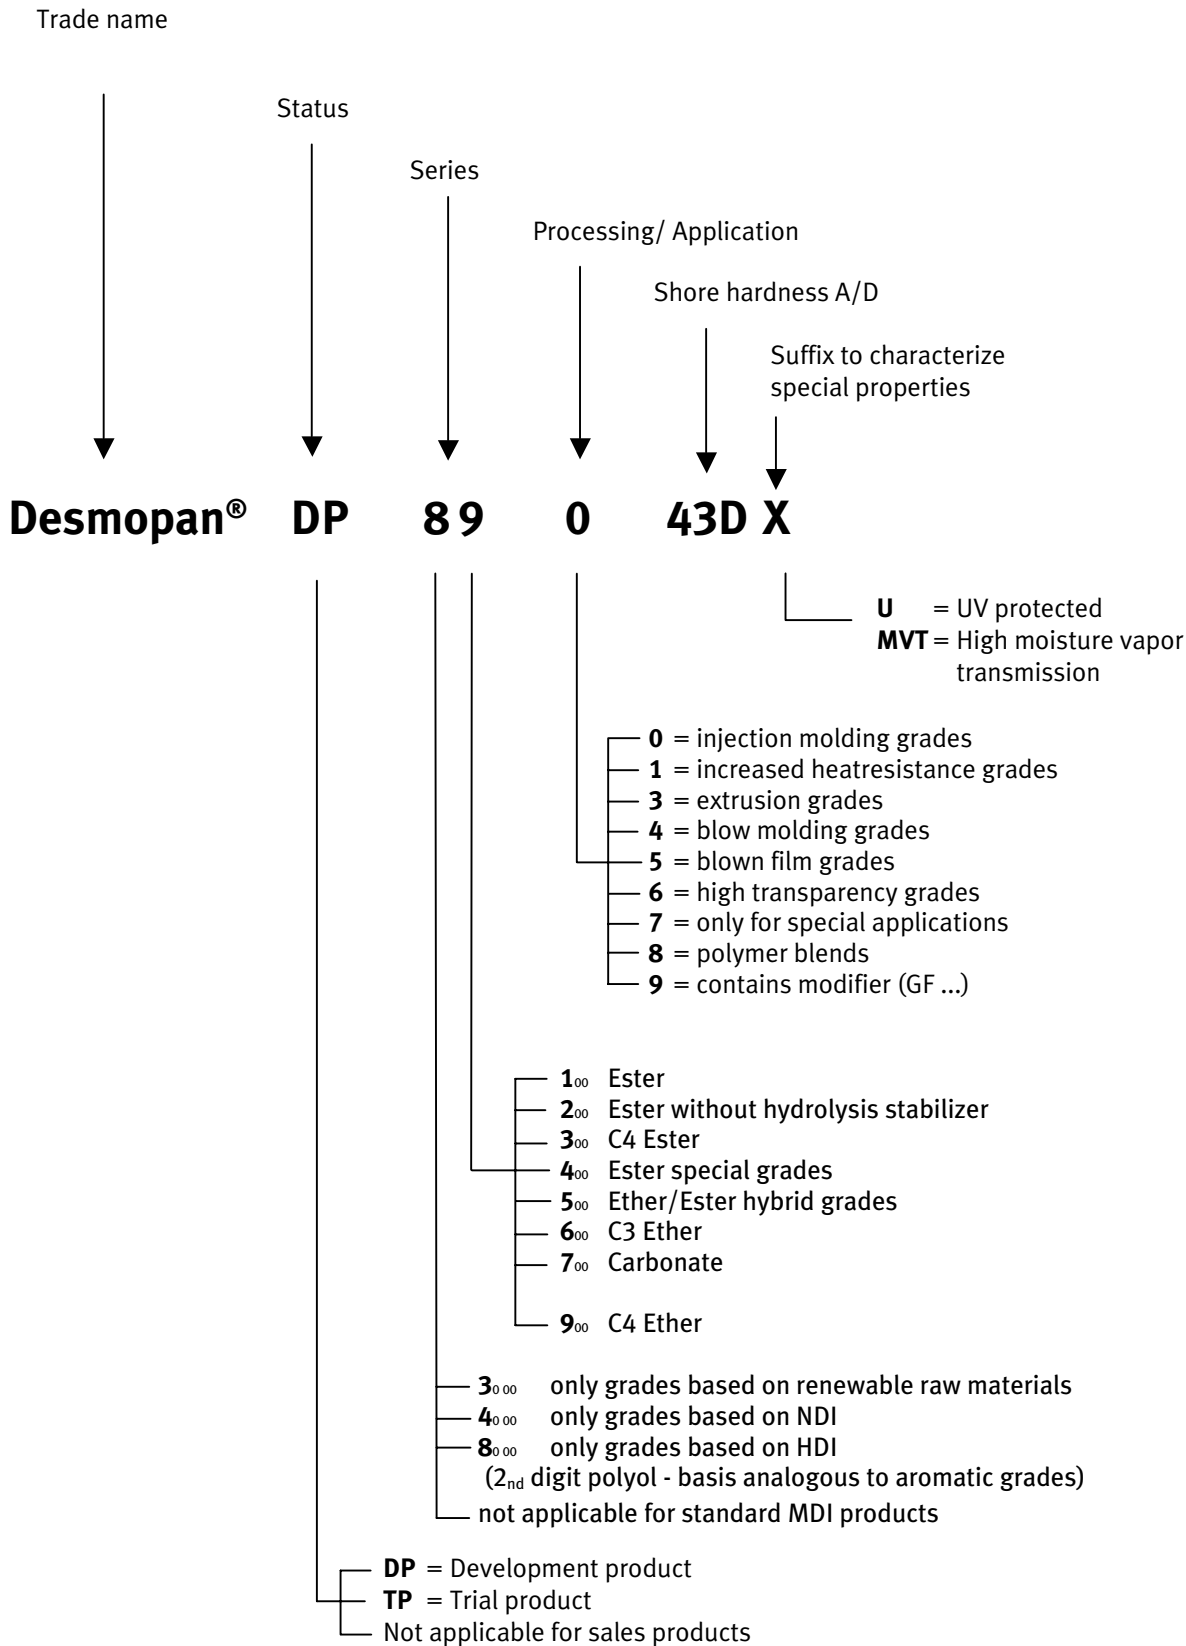 Trade name
Status
Series
Processing/ Application
Shore hardness A/D
Suffix to characterize
special properties
Desmopan® DP 8 9 0 43D X
U = UV protected
MVT = High moisture vapor
transmission
0 = injection molding grades
1 = increased heatresistance grades
3 = extrusion grades
4 = blow molding grades
5 = blown film grades
6 = high transparency grades
7 = only for special applications
8 = polymer blends
9 = contains modifier (GF ...)
100 Ester
200 Ester without hydrolysis stabilizer
300 C4 Ester
400 Ester special grades
500 Ether/Ester hybrid grades
600 C3 Ether
700 Carbonate
900 C4 Ether
30 00 only grades based on renewable raw materials
40 00 only grades based on NDI
80 00 only grades based on HDI
(2nd digit polyol - basis analogous to aromatic grades)
not applicable for standard MDI products
DP = Development product
TP = Trial product
Not applicable for sales products